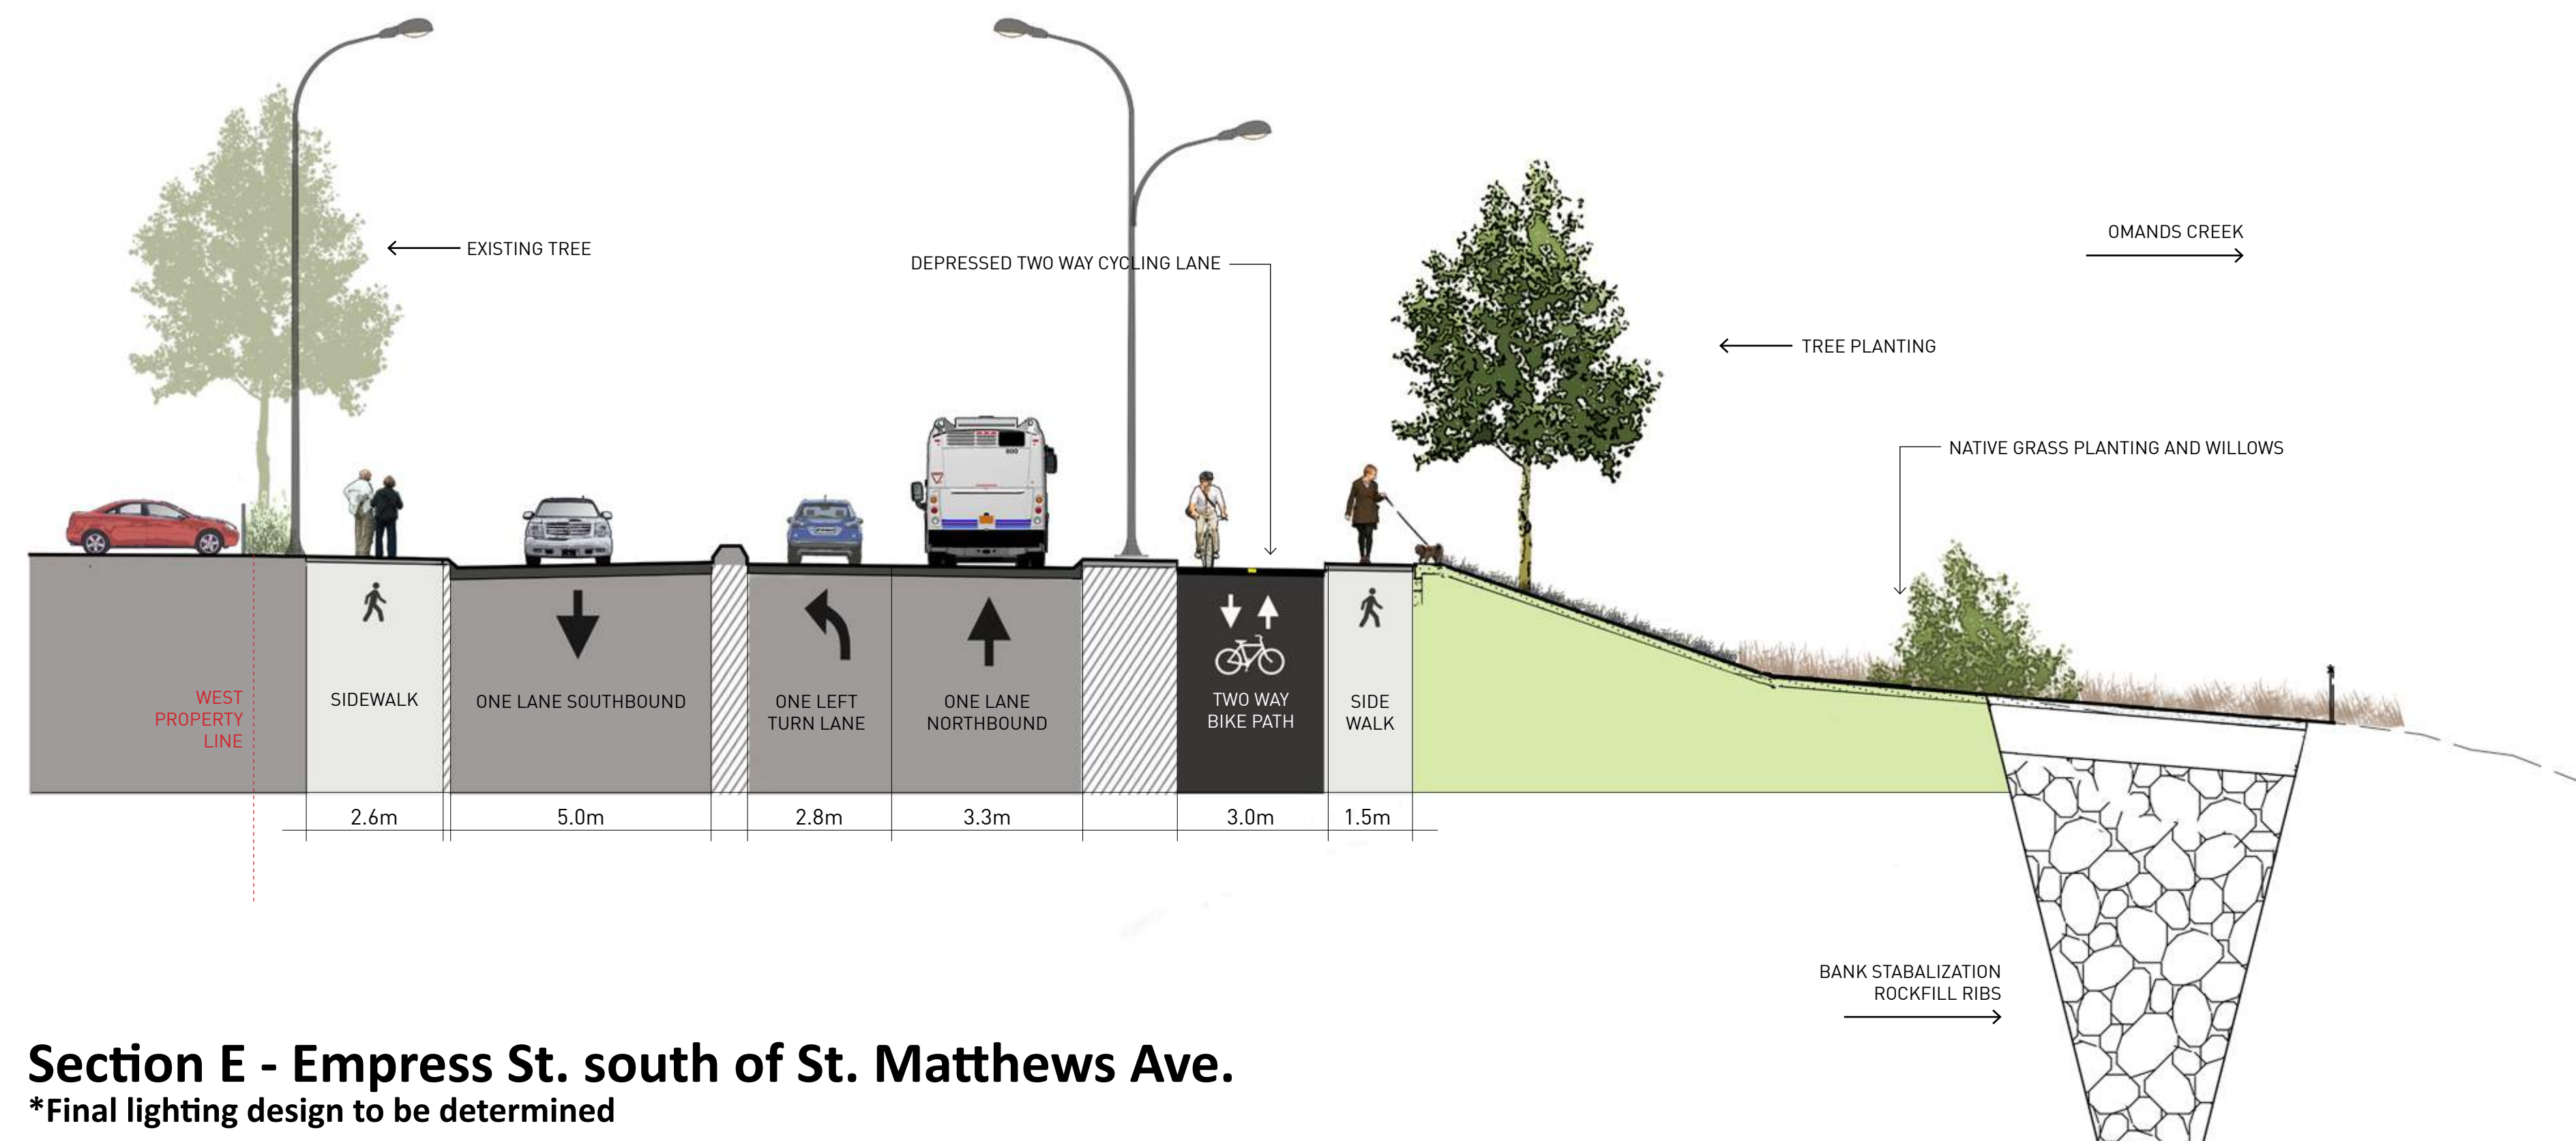 OMANDS CREEK
EXISTING TREE
DEPRESSED TWO WAY CYCLING LANE
TREE PLANTING
NATIVE GRASS PLANTING AND WILLOWS
800
WEST
PROPERTY
LINE
SIDEWALK
ONE LANE SOUTHBOUND
ONE LEFT
TURN LANE
ONE LANE
NORTHBOUND
TWO WAY
BIKE PATH
SIDE
WALK
2.6m
5.0m
2.8m
3.3m
3.0m
1.5m
BANK STABALIZATION
ROCKFILL RIBS
Section E - Empress St. south of St. Matthews Ave.
*Final lighting design to be determined